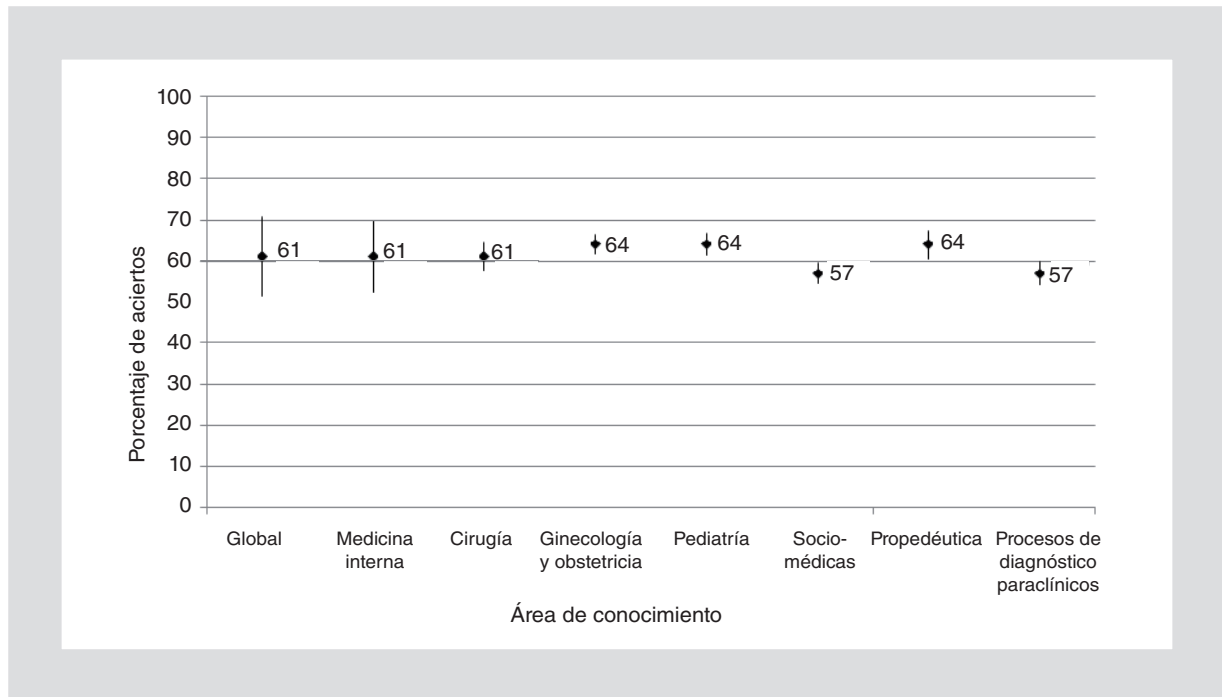 100
90
80
70
60
50
40
30
20
10
0
Porcentaje de aciertos
61
61
61
64
64
57
64
57
Global
Medicina
interna
Cirugía
Ginecología
y obstetricia
Pediatría
Socio-
médicas
Propedéutica
Procesos de
diagnóstico
paraclínicos
Área de conocimiento